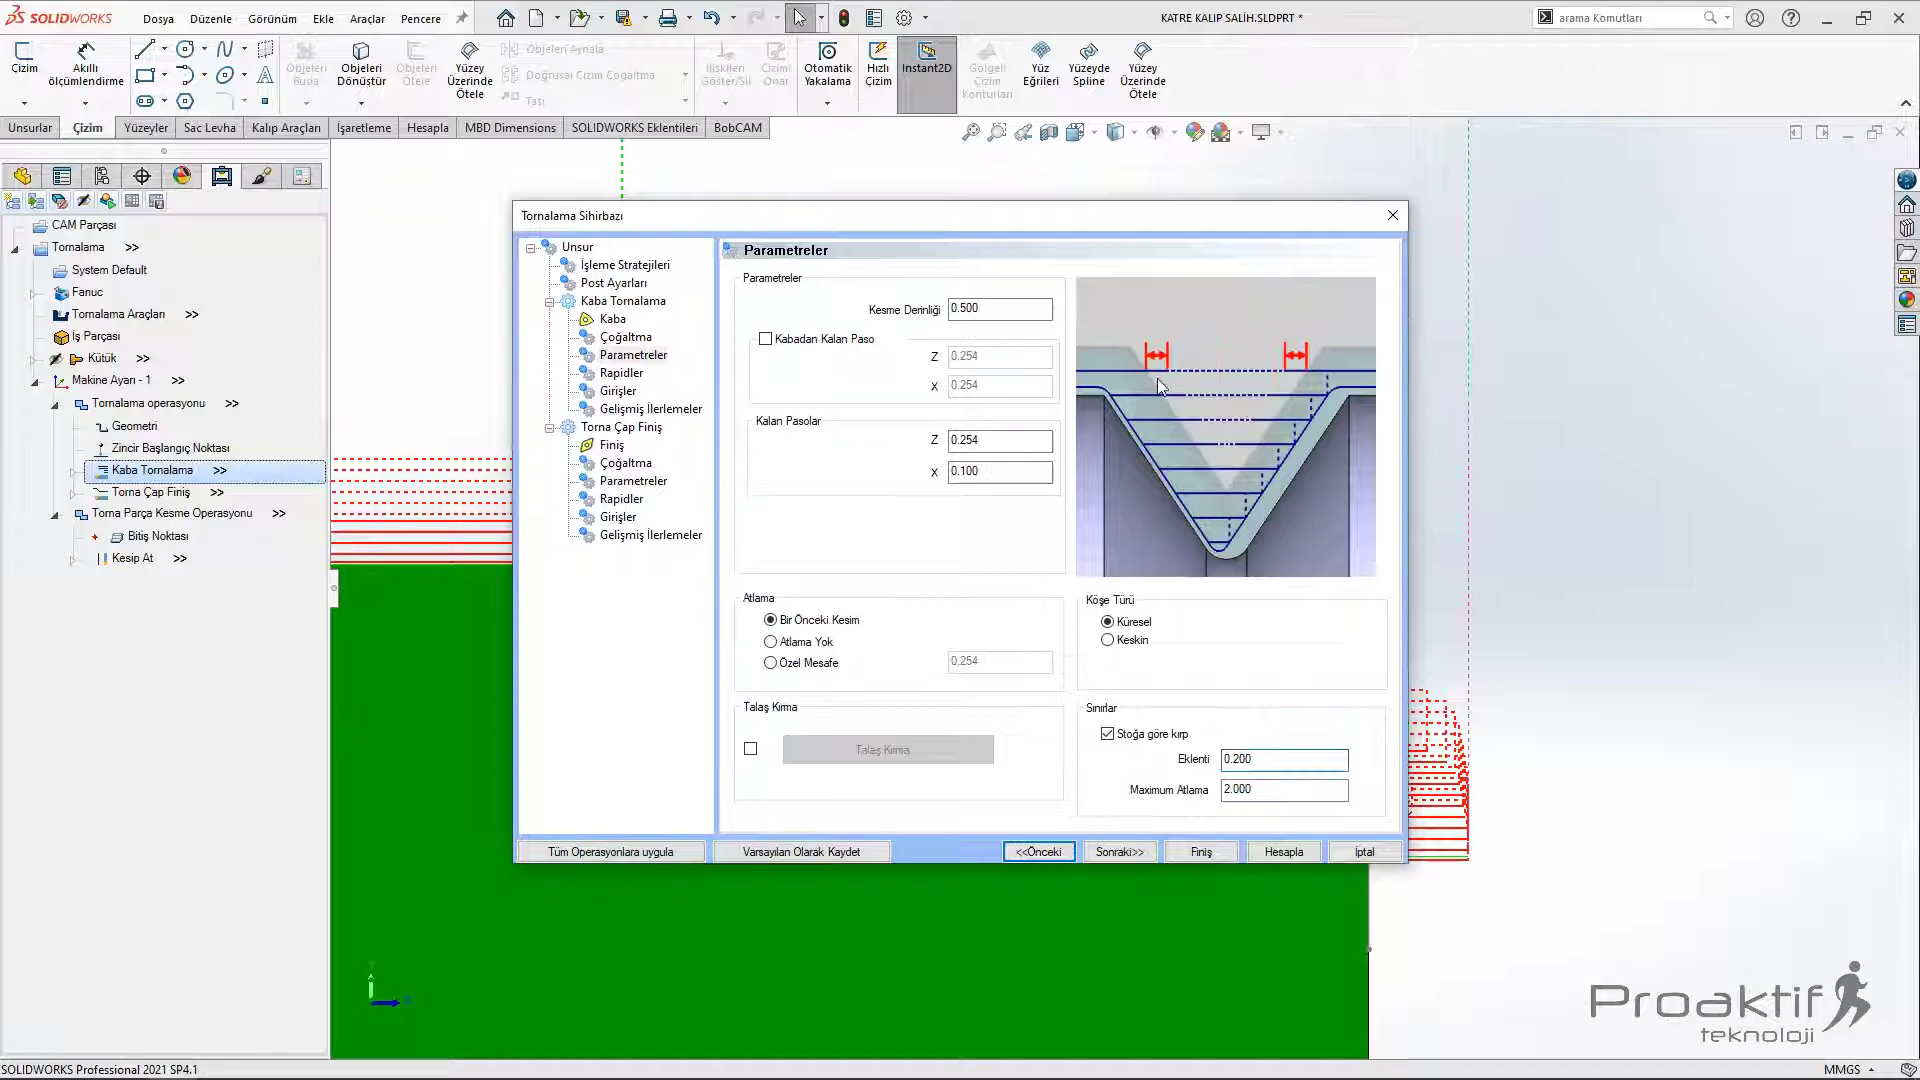 SOLIDWORKS Dosya Düzenle Görünüm Ekle Araçlar Pencere KATRE KALIP SALİH.SLDPRT * arama Komutları
Çizim
Akıllı ölçümlendirme
Objeleri Buda
Objeleri Dönüştür
Objeleri Ötele
Yüzey Üzerinde Ötele
Objeleri Aynala
Doğrusal Çizim Çoğaltma
Taşı
İlişkileri Göster/Sil
Çizimi Onar
Otomatik Yakalama
Hızlı Çizim
Instant2D
Gölgeli Çizim Konturları
Yüz Eğrileri
Yüzeyde Spline
Yüzey Üzerinde Ötele
Unsurlar Çizim Yüzeyler Sac Levha Kalıp Araçları İşaretleme Hesapla MBD Dimensions SOLIDWORKS Eklentileri BobCAM
CAM Parçası
Tornalama >>
System Default
Fanuc
Tornalama Araçları >>
İş Parçası
Kütük >>
Makine Ayarı - 1 >>
Tornalama operasyonu >>
Geometri
Zincir Başlangıç Noktası
Kaba Tornalama >>
Torna Çap Finiş >>
Torna Parça Kesme Operasyonu >>
Bitiş Noktası
Kesip At >>
Tornalama Sihirbazı
Unsur
İşleme Stratejileri
Post Ayarları
Kaba Tornalama
Kaba
Çoğaltma
Parametreler
Rapidler
Girişler
Gelişmiş İlerlemeler
Torna Çap Finiş
Finiş
Çoğaltma
Parametreler
Rapidler
Girişler
Gelişmiş İlerlemeler
Parametreler
Parametreler
Kesme Derinliği 0.500
Kabadan Kalan Paso
Z 0.254
X 0.254
Kalan Pasolar
Z 0.254
X 0.100
Atlama
Bir Önceki Kesim
Atlama Yok
Özel Mesafe 0.254
Köşe Türü
Küresel
Keskin
Talaş Kırma
Talaş Kırma
Sınırlar
Stoğa göre kırp
Eklenti 0.200
Maximum Atlama 2.000
Tüm Operasyonlara uygula Varsayılan Olarak Kaydet <<Önceki Sonraki>> Finiş Hesapla İptal
Proaktif
teknoloji
SOLIDWORKS Professional 2021 SP4.1 MMGS